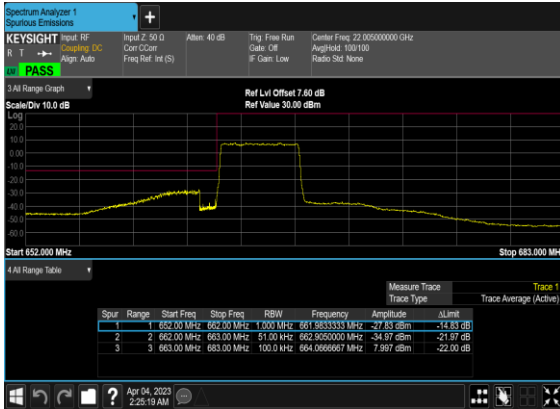 Spectrum Analyzer 1
Spurious Emissions
+
KEYSIGHT Input: RF Input Z: 50 Ω Atten: 40 dB Trig: Free Run Center Freq: 22.005000000 GHz
R T Coupling: DC Corr CCorr Gate: Off Avg|Hold: 100/100
Align: Auto Freq Ref: Int (S) IF Gain: Low Radio Std: None
PASS
3 All Range Graph
Ref Lvl Offset 7.60 dB
Scale/Div 10.0 dB Ref Value 30.00 dBm
Log
20.0
10.0
0.00
-10.0
-20.0
-30.0
-40.0
-50.0
-60.0
Start 652.000 MHz Stop 683.000 MH
4 All Range Table
Measure Trace Trace 1
Trace Type Trace Average (Active)
Spur Range Start Freq Stop Freq RBW Frequency Amplitude ΔLimit
1 1 652.00 MHz 662.00 MHz 1.000 MHz 661.9833333 MHz -27.83 dBm -14.83 dB
2 2 662.00 MHz 663.00 MHz 51.00 kHz 662.9050000 MHz -34.97 dBm -21.97 dB
3 3 663.00 MHz 683.00 MHz 100.0 kHz 664.0666667 MHz 7.997 dBm -22.00 dB
? Apr 04, 2023
2:25:19 AM